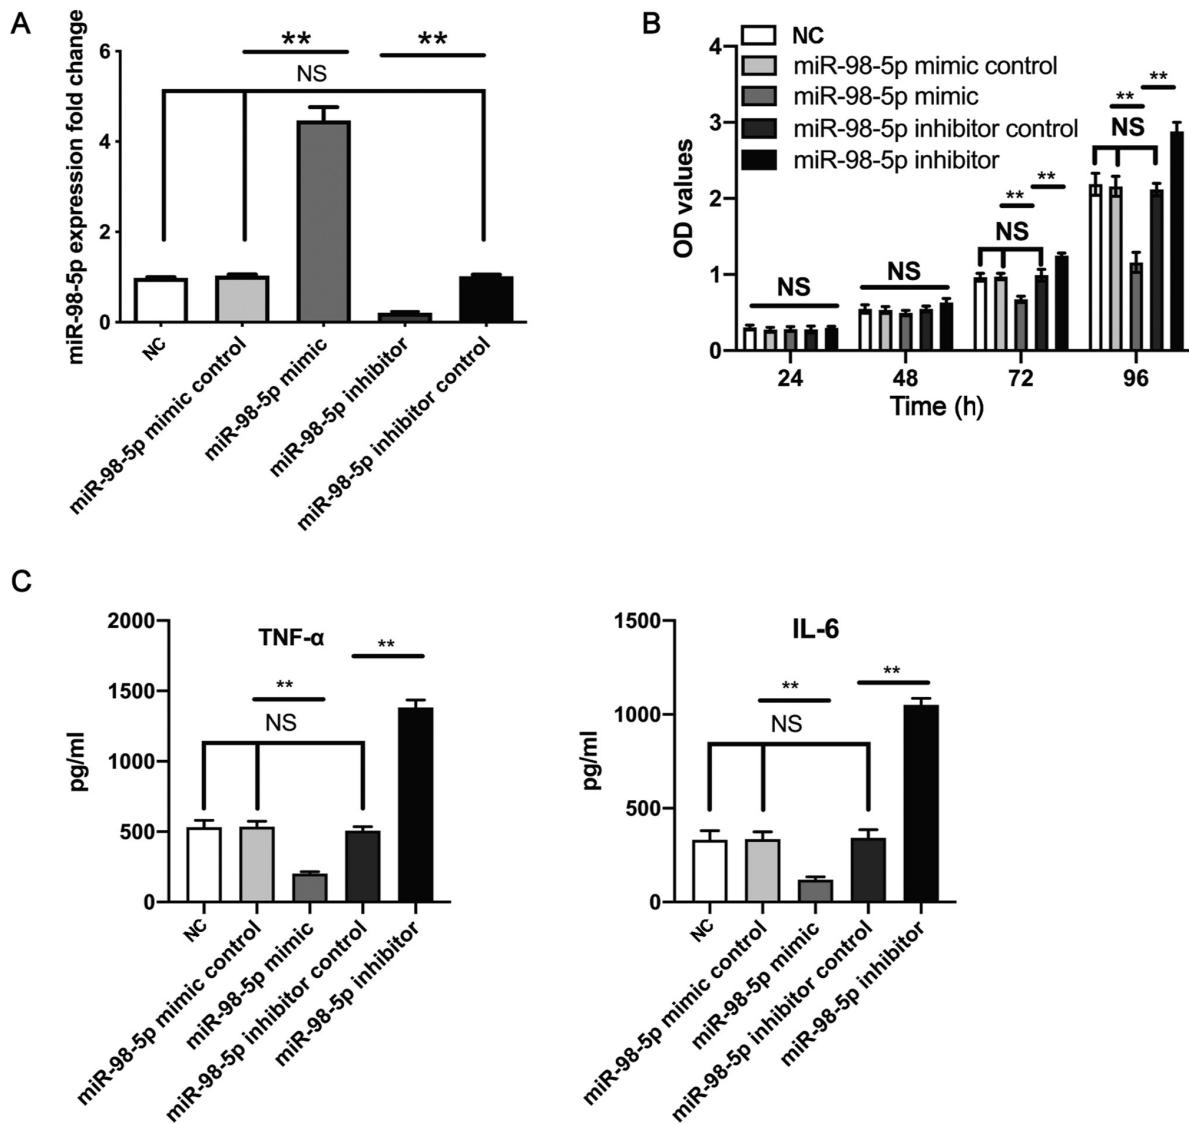 A
miR-98-5p expression fold change
6
4
2
0
**
**
NS
NC
miR-98-5p mimic control
miR-98-5p mimic
miR-98-5p inhibitor
miR-98-5p inhibitor control
B
OD values
4
3
2
1
0
NC
miR-98-5p mimic control
miR-98-5p mimic
miR-98-5p inhibitor control
miR-98-5p inhibitor
NS
NS
NS
**
**
NS
**
**
24
48
72
96
Time (h)
C
pg/ml
2000
1500
1000
500
0
TNF-α
**
**
NS
NC
miR-98-5p mimic control
miR-98-5p mimic
miR-98-5p inhibitor control
miR-98-5p inhibitor
pg/ml
1500
1000
500
0
IL-6
**
**
NS
NC
miR-98-5p mimic control
miR-98-5p mimic
miR-98-5p inhibitor control
miR-98-5p inhibitor